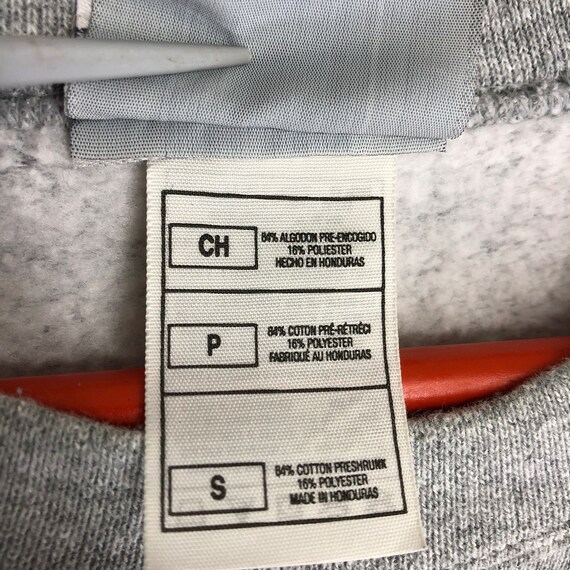 CH
84% ALGODON PRE-ENCOGIDO
16% POLIESTER
HECHO EN HONDURAS
P
84% COTON PRÉ-RÉTRÉCI
16% POLYESTER
FABRIQUÉ AU HONDURAS
S
84% COTTON PRESHRUNK
16% POLYESTER
MADE IN HONDURAS